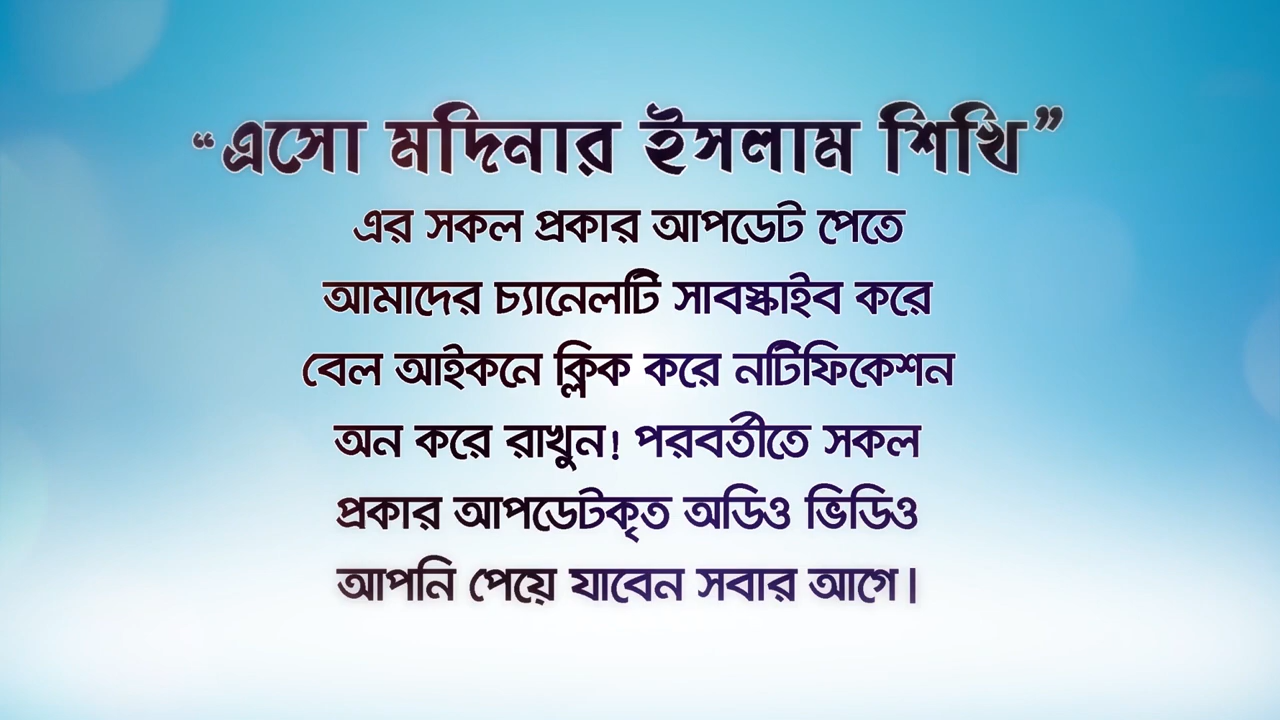 “এসো মদিনার ইসলাম শিখি”
এর সকল প্রকার আপডেট পেতে
আমাদের চ্যানেলটি সাবস্ক্রাইব করে
বেল আইকনে ক্লিক করে নটিফিকেশন
অন করে রাখুন! পরবর্তীতে সকল
প্রকার আপডেটকৃত অডিও ভিডিও
আপনি পেয়ে যাবেন সবার আগে।